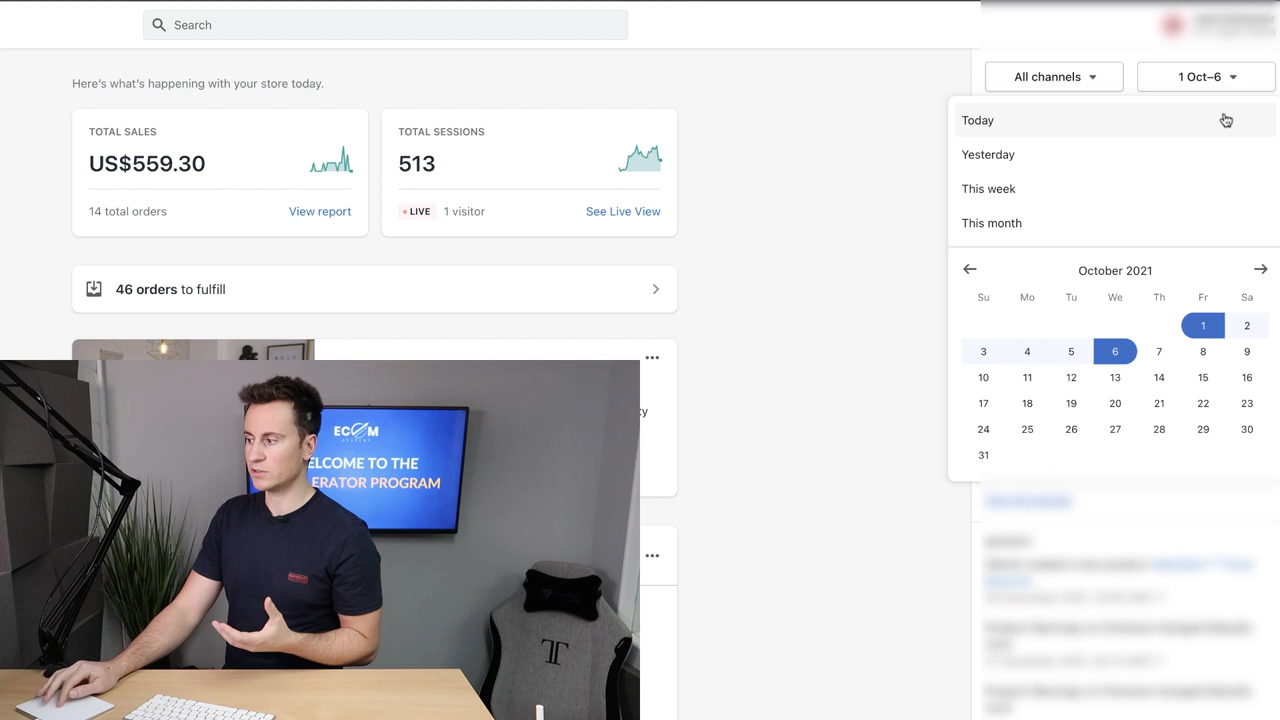 Search
Here's what's happening with your store today.
All channels
1 Oct–6
TOTAL SALES
US$559.30
14 total orders
View report
TOTAL SESSIONS
513
LIVE
1 visitor
See Live View
46 orders to fulfill
Today
Yesterday
This week
This month
October 2021
Su Mo Tu We Th Fr Sa
1 2
3 4 5 6 7 8 9
10 11 12 13 14 15 16
17 18 19 20 21 22 23
24 25 26 27 28 29 30
31
ECOM
ELCOME TO THE
ERATOR PROGRAM
T